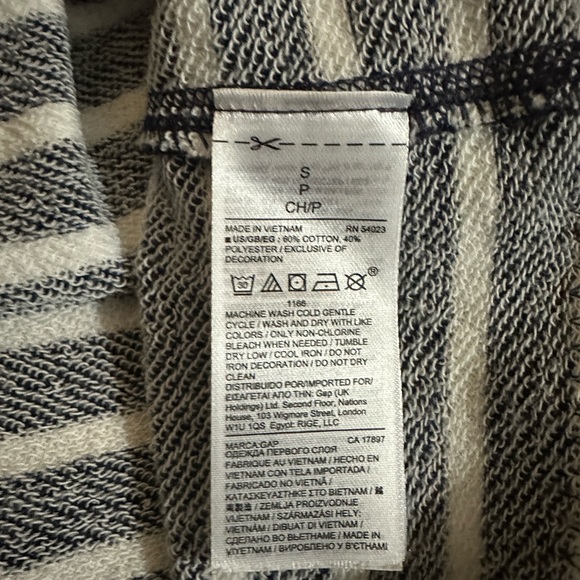 S
P
CH/P
MADE IN VIETNAM RN 54023
■ US/GB/EG : 60% COTTON, 40%
POLYESTER / EXCLUSIVE OF
DECORATION
30 ®
1166
MACHINE WASH COLD GENTLE
CYCLE / WASH AND DRY WITH LIKE
COLORS / ONLY NON-CHLORINE
BLEACH WHEN NEEDED / TUMBLE
DRY LOW / COOL IRON / DO NOT
IRON DECORATION / DO NOT DRY
CLEAN
DISTRIBUIDO POR/IMPORTED FOR/
ΕΙΣΑΓΕΤΑΙ ΑΠΟ ΤΗΝ: Gap (UK
Holdings) Ltd. Second Floor, Nations
House, 103 Wigmore Street, London
W1U 1QS Egypt: RIGE, LLC
MARCA:GAP CA 17897
ОДЕЖДА ПЕРВОГО СЛОЯ
FABRIQUÉ AU VIETNAM / HECHO EN
VIETNAM CON TELA IMPORTADA /
FABRICADO NO VIETNÃ /
ΚΑΤΑΣΚΕΥΑΣΤΗΚΕ ΣΤΟ ΒΙΕΤΝΑΜ /
/ ZEMLJA PROIZVODNJE
VIJETNAM / SZÁRMAZÁSI HELY:
VIETNÁM / DIBUAT DI VIETNAM /
СДЕЛАНО ВО ВЬЕТНАМЕ / MADE IN
VIYETNAM / ВИРОБЛЕНО У В'ЄТНАМІ